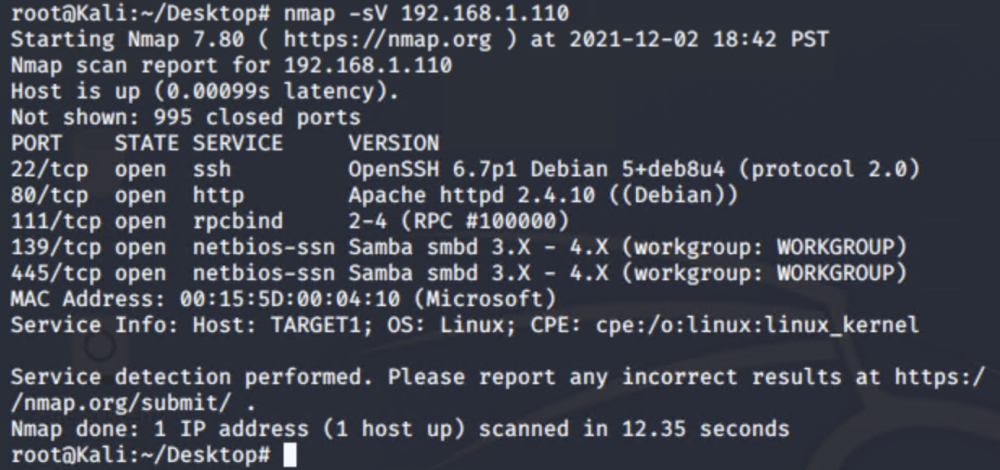 root@Kali:~/Desktop# nmap -sV 192.168.1.110
Starting Nmap 7.80 ( https://nmap.org ) at 2021-12-02 18:42 PST
Nmap scan report for 192.168.1.110
Host is up (0.00099s latency).
Not shown: 995 closed ports
PORT    STATE SERVICE     VERSION
22/tcp  open  ssh         OpenSSH 6.7p1 Debian 5+deb8u4 (protocol 2.0)
80/tcp  open  http        Apache httpd 2.4.10 ((Debian))
111/tcp open  rpcbind     2-4 (RPC #100000)
139/tcp open  netbios-ssn Samba smbd 3.X - 4.X (workgroup: WORKGROUP)
445/tcp open  netbios-ssn Samba smbd 3.X - 4.X (workgroup: WORKGROUP)
MAC Address: 00:15:5D:00:04:10 (Microsoft)
Service Info: Host: TARGET1; OS: Linux; CPE: cpe:/o:linux:linux_kernel

Service detection performed. Please report any incorrect results at https:/
/nmap.org/submit/ .
Nmap done: 1 IP address (1 host up) scanned in 12.35 seconds
root@Kali:~/Desktop#